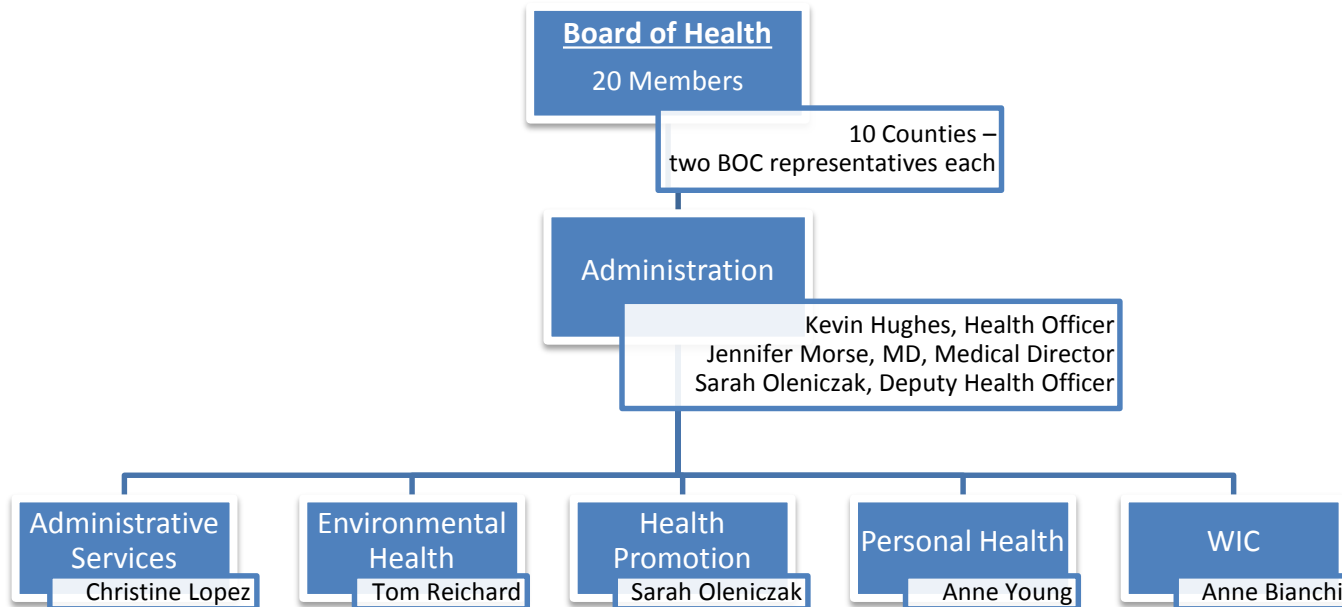 Board of Health
20 Members
10 Counties –
two BOC representatives each
Administration
Kevin Hughes, Health Officer
Jennifer Morse, MD, Medical Director
Sarah Oleniczak, Deputy Health Officer
Administrative
Services
Christine Lopez
Environmental
Health
Tom Reichard
Health
Promotion
Sarah Oleniczak
Personal Health
Anne Young
WIC
Anne Bianchi